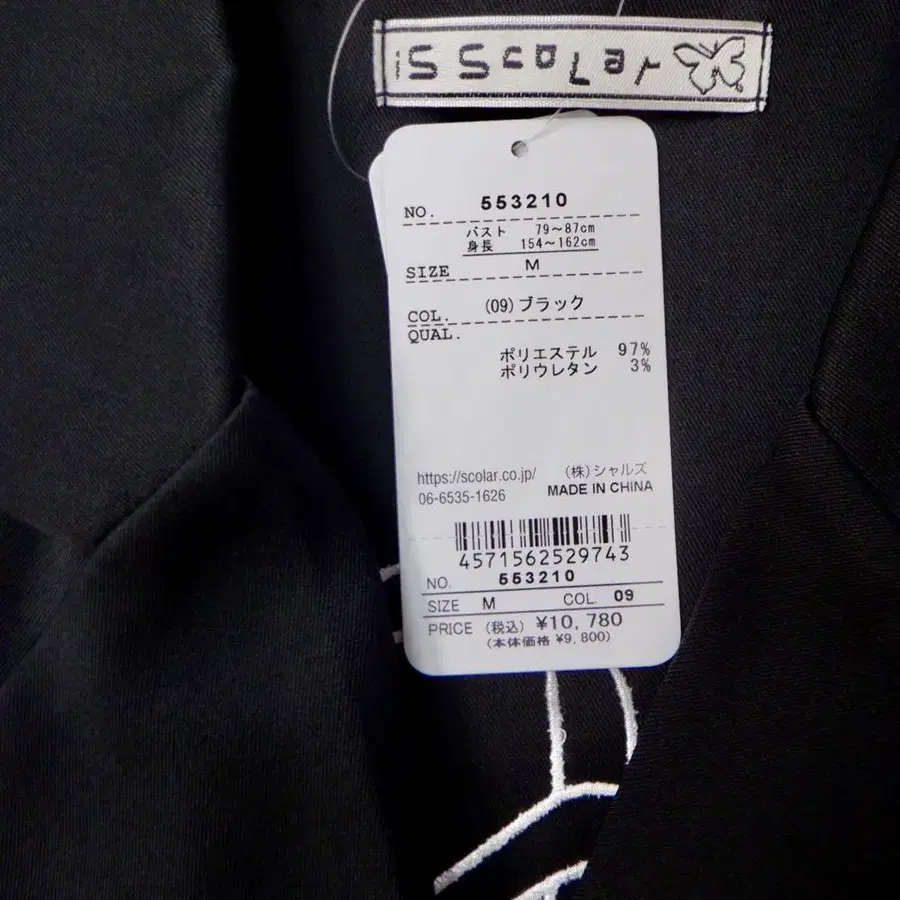 iS ScoLar
NO. 553210
バスト 79～87cm
身長 154～162cm
SIZE M
COL. (09)ブラック
QUAL.
ポリエステル 97%
ポリウレタン 3%
https://scolar.co.jp/ (株)シャルズ
06-6535-1626 MADE IN CHINA
4571562529743
NO. 553210
SIZE M COL. 09
PRICE (税込) ¥10,780
(本体価格 ¥9,800)